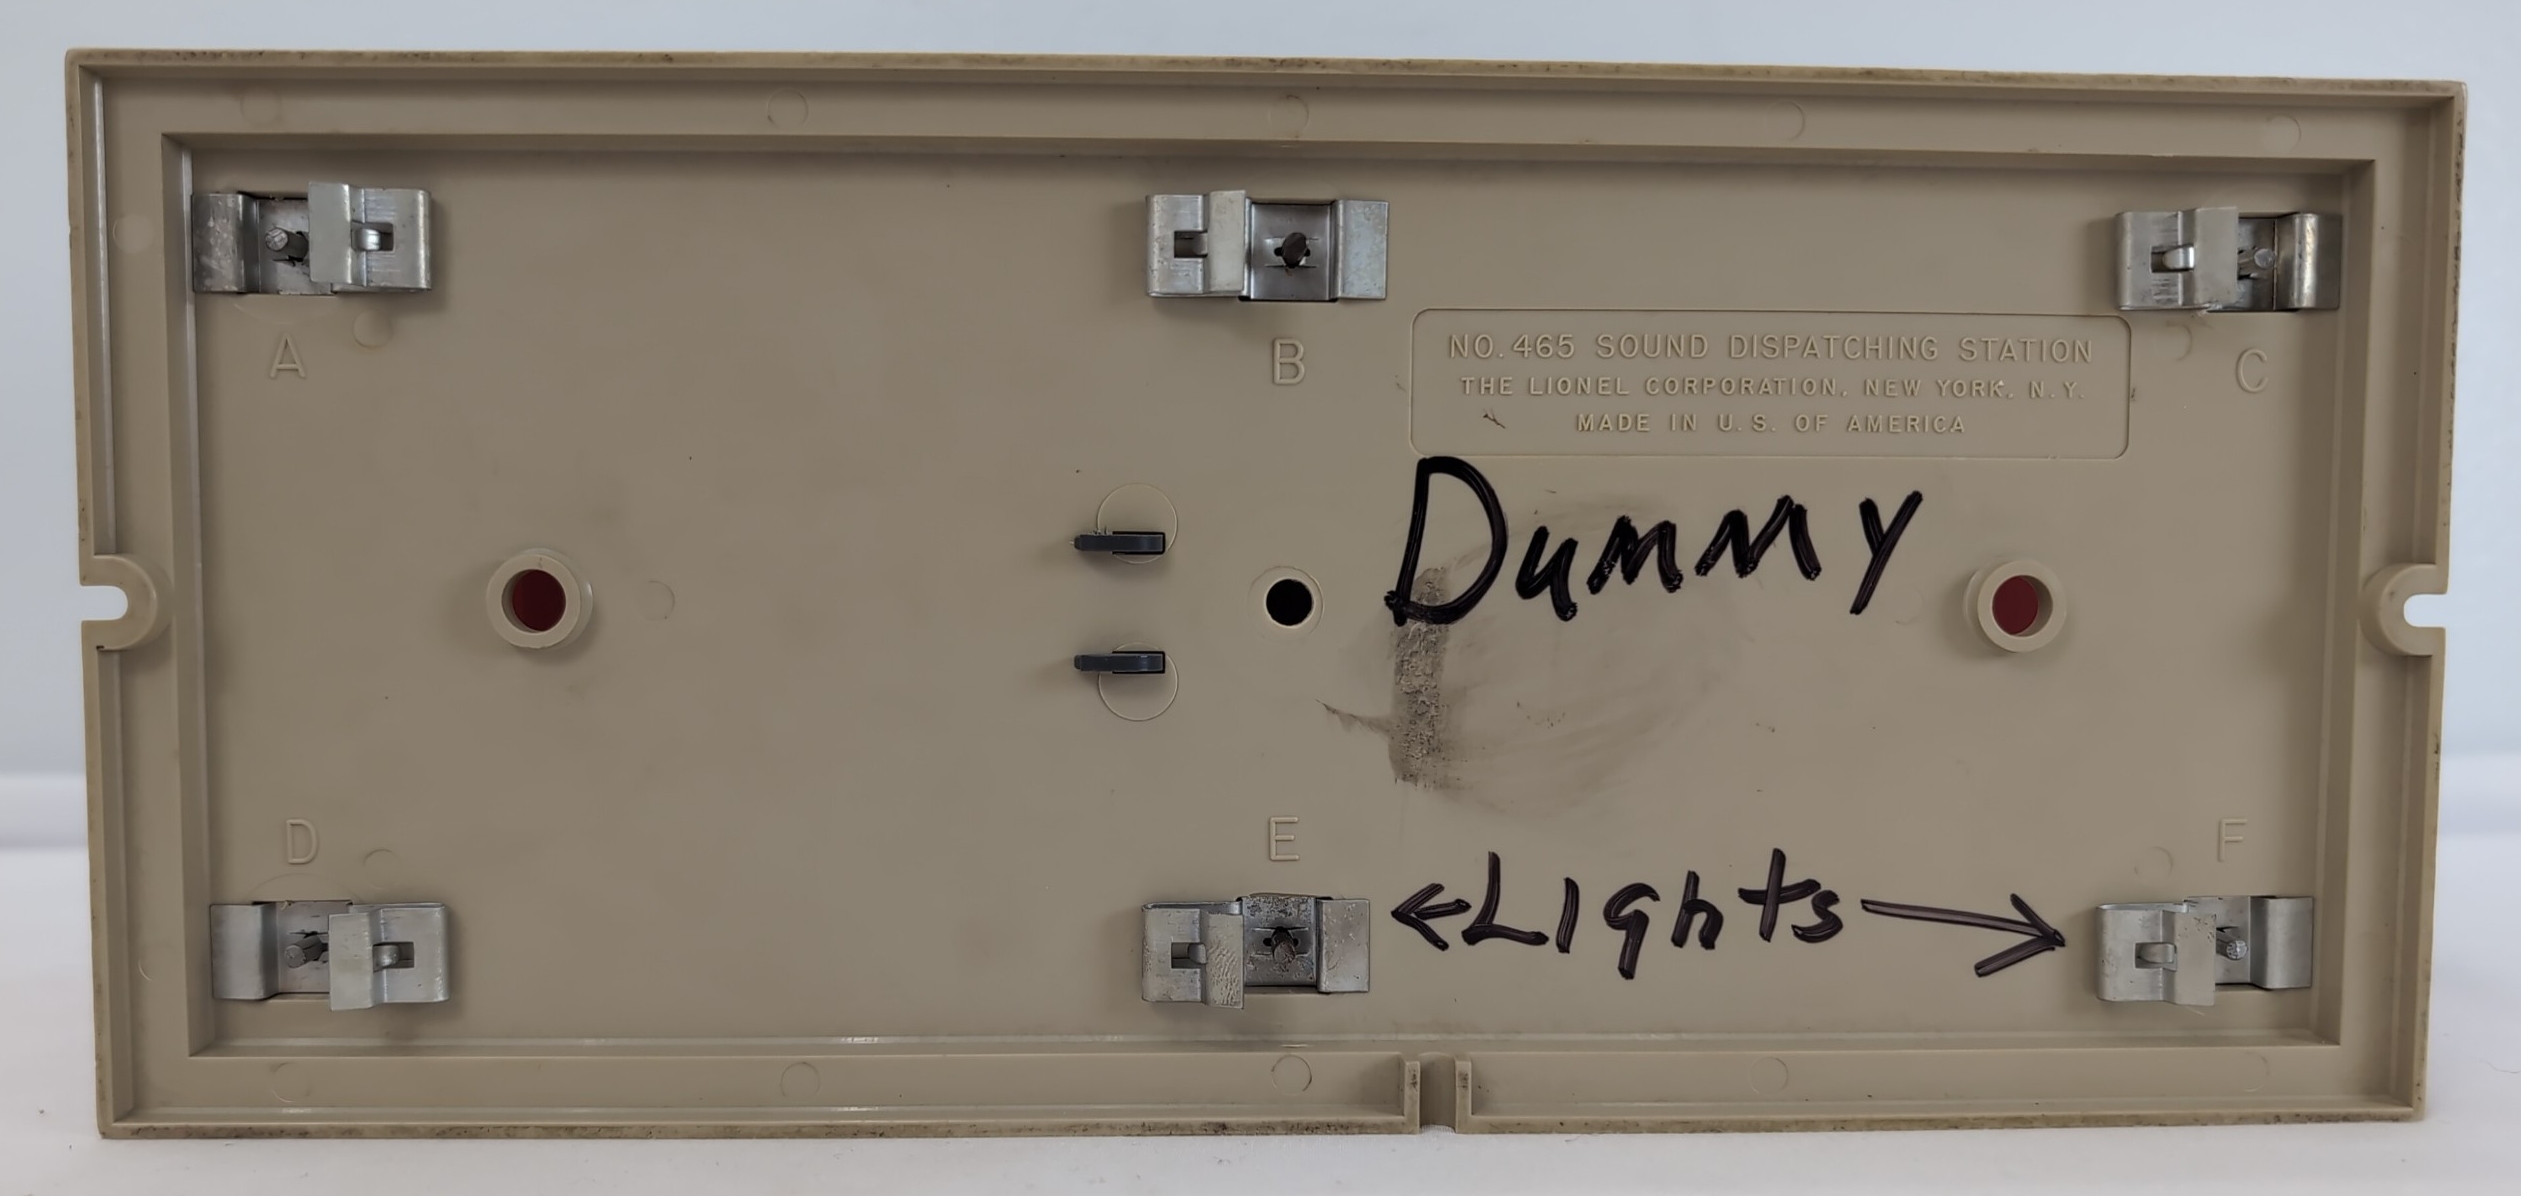 A
B
C
NO. 465 SOUND DISPATCHING STATION
THE LIONEL CORPORATION, NEW YORK, N.Y.
MADE IN U.S. OF AMERICA
Dummy
D
E
F
← Lights →